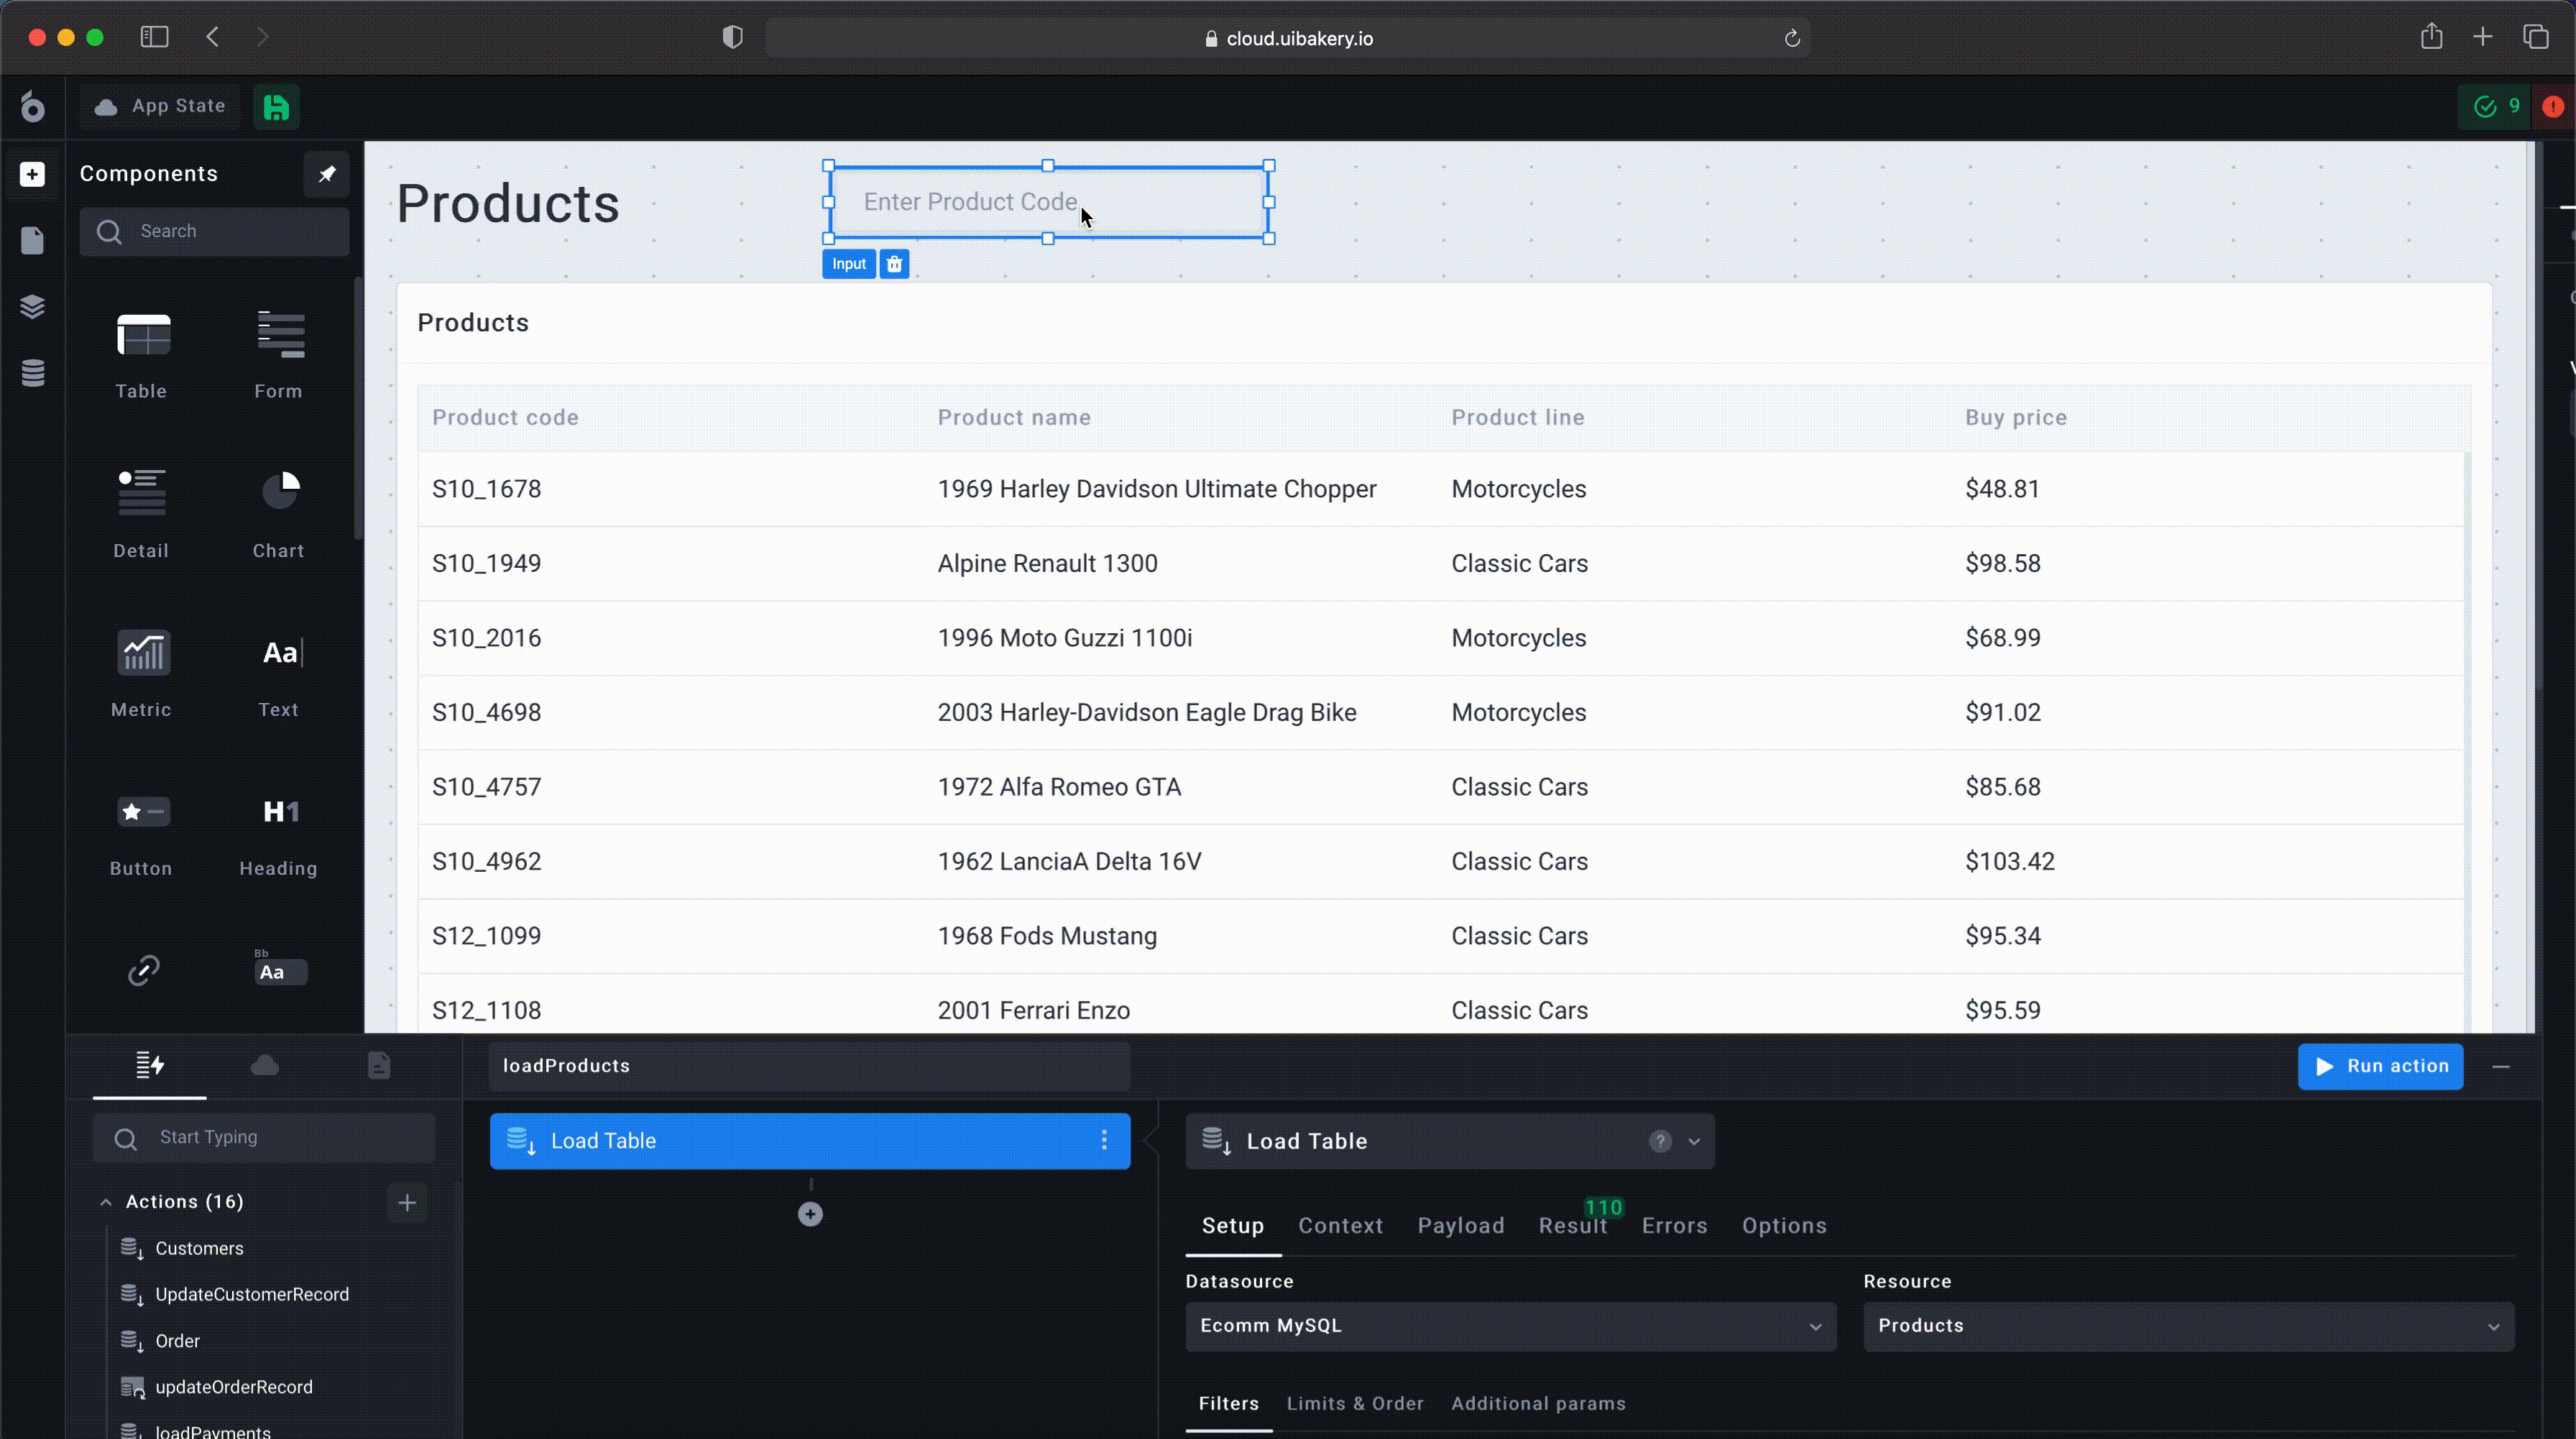 cloud.uibakery.io
App State
9
Components
Search
Table
Form
Detail
Chart
Metric
Aa
Text
Button
H1
Heading
Bb
Aa
Products
Enter Product Code
Input
Products
Product code Product name Product line Buy price
S10_1678 1969 Harley Davidson Ultimate Chopper Motorcycles $48.81
S10_1949 Alpine Renault 1300 Classic Cars $98.58
S10_2016 1996 Moto Guzzi 1100i Motorcycles $68.99
S10_4698 2003 Harley-Davidson Eagle Drag Bike Motorcycles $91.02
S10_4757 1972 Alfa Romeo GTA Classic Cars $85.68
S10_4962 1962 LanciaA Delta 16V Classic Cars $103.42
S12_1099 1968 Fods Mustang Classic Cars $95.34
S12_1108 2001 Ferrari Enzo Classic Cars $95.59
Start Typing
Actions (16)
Customers
UpdateCustomerRecord
Order
updateOrderRecord
loadPayments
loadProducts
Run action
Load Table
Load Table
?
110
Setup Context Payload Result Errors Options
Datasource
Ecomm MySQL
Resource
Products
Filters Limits & Order Additional params